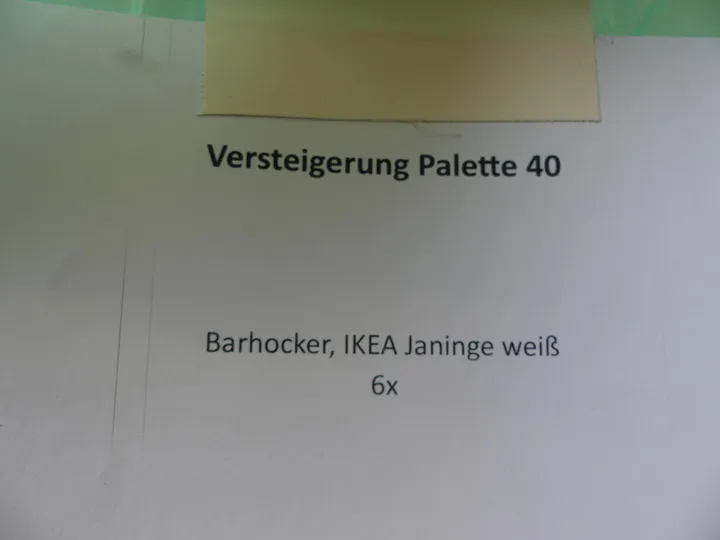 Versteigerung Palette 40
Barhocker, IKEA Janinge weiß
6x